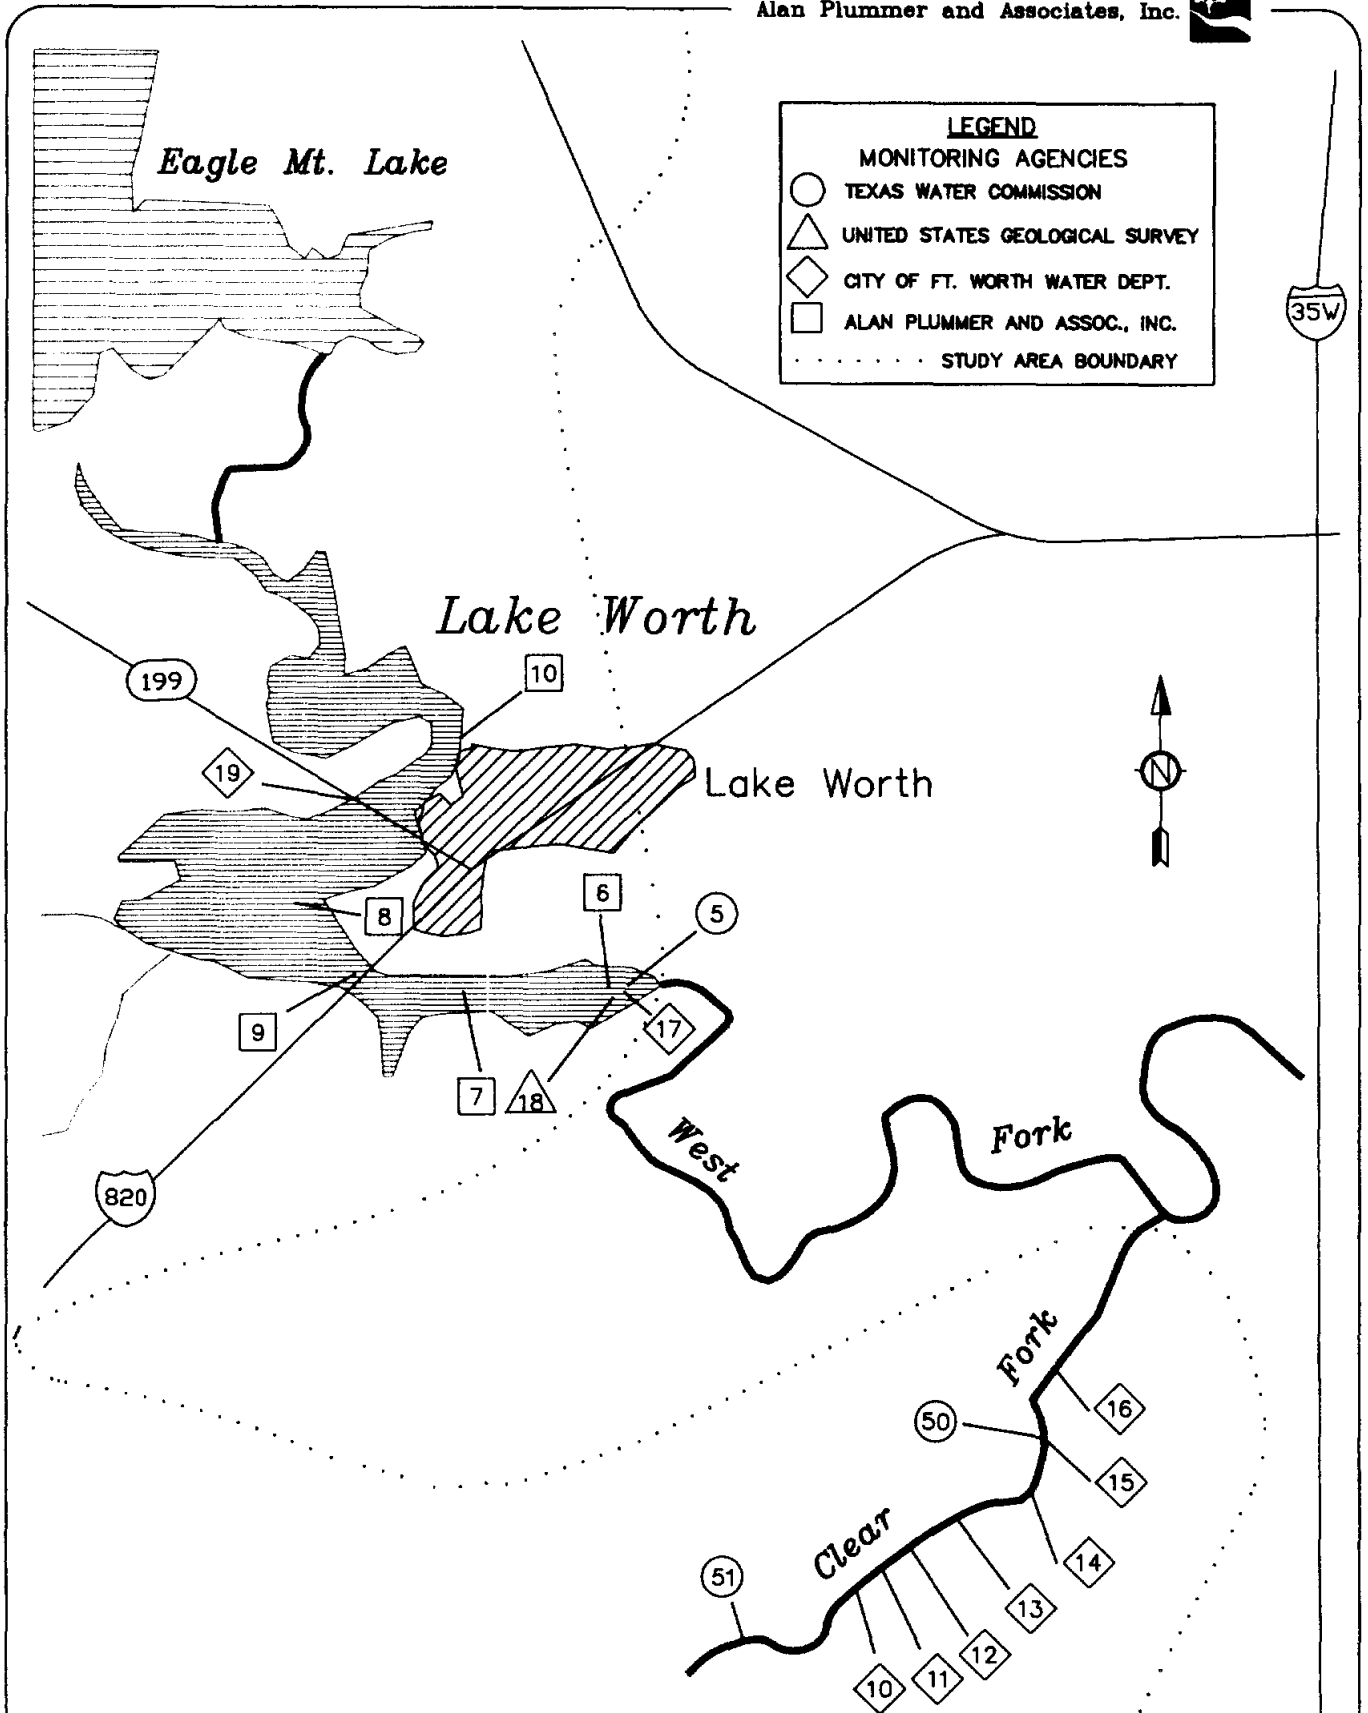 Alan Plummer and Associates, Inc.
LEGEND
MONITORING AGENCIES
TEXAS WATER COMMISSION
UNITED STATES GEOLOGICAL SURVEY
CITY OF FT. WORTH WATER DEPT.
ALAN PLUMMER AND ASSOC., INC.
STUDY AREA BOUNDARY
Eagle Mt. Lake
35W
Lake Worth
199
10
19
Lake Worth
N
6
5
8
9
17
7
18
West
Fork
820
Fork
16
50
15
Clear
14
51
13
12
11
10